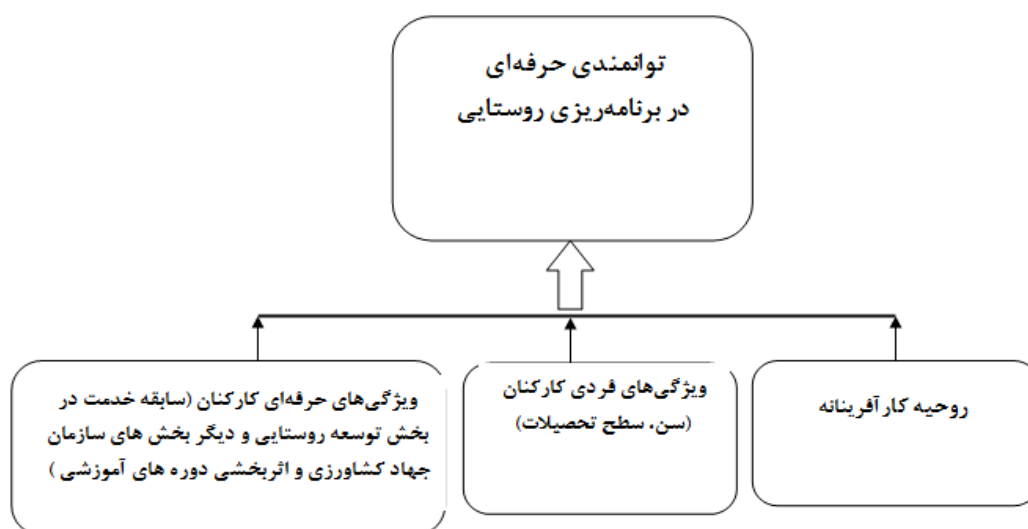 توانمندی حرفه‌ای
در برنامه‌ریزی روستایی
روحیه کارآفرینانه
ویژگی‌های فردی کارکنان
(سن، سطح تحصیلات)
ویژگی‌های حرفه‌ای کارکنان (سابقه خدمت در
بخش توسعه روستایی و دیگر بخش های سازمان
جهاد کشاورزی و اثربخشی دوره های آموزشی )